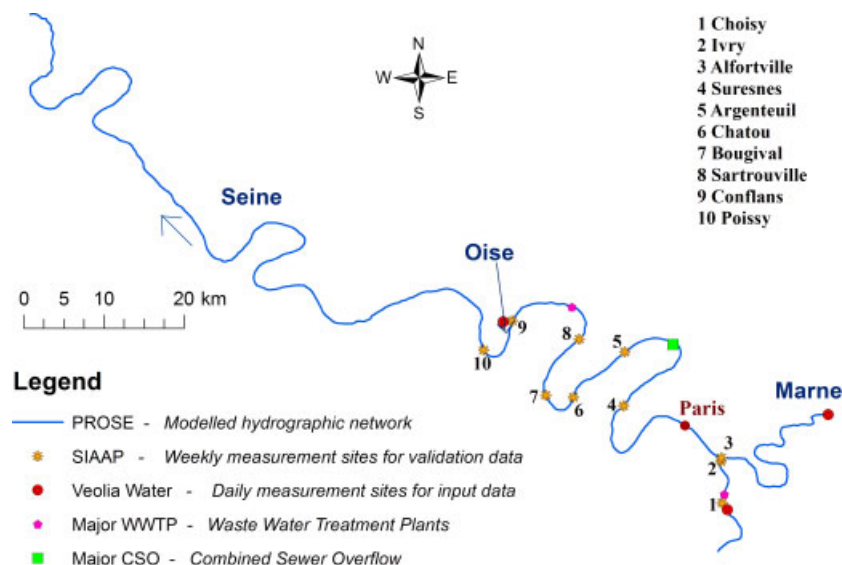 1 Choisy
2 Ivry
3 Alfortville
4 Suresnes
5 Argenteuil
6 Chatou
7 Bougival
8 Sartrouville
9 Conflans
10 Poissy
N
W E
S
Seine
Oise
0 5 10 20 km
9
8
5
10
7
6
4
Paris
Marne
3
2
1
Legend
PROSE - Modelled hydrographic network
SIAAP - Weekly measurement sites for validation data
Veolia Water - Daily measurement sites for input data
Major WWTP - Waste Water Treatment Plants
Major CSO - Combined Sewer Overflow